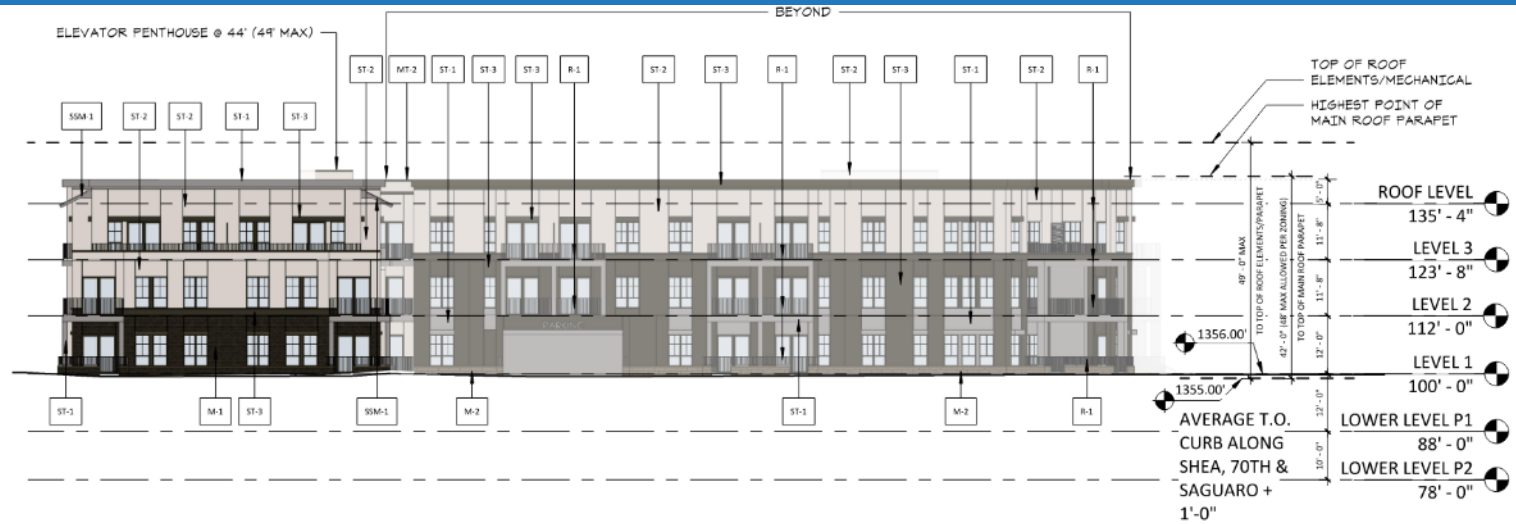 BEYOND
ELEVATOR PENTHOUSE @ 44' (49' MAX)
ST-2
MT-2
ST-1
ST-3
ST-3
R-1
ST-2
ST-3
R-1
ST-2
ST-3
ST-1
ST-2
R-1
TOP OF ROOF
ELEMENTS/MECHANICAL
HIGHEST POINT OF
MAIN ROOF PARAPET
SSM-1
ST-2
ST-2
ST-1
ST-3
49' - 0" MAX
TO TOP OF ROOF ELEMENTS/PARAPET
42' - 0" (48' MAX ALLOWED PER ZONING)
TO TOP OF MAIN ROOF PARAPET
5' - 0"
11' - 8"
11' - 8"
12' - 0"
12' - 0"
10' - 0"
ROOF LEVEL
135' - 4"
LEVEL 3
123' - 8"
LEVEL 2
112' - 0"
LEVEL 1
100' - 0"
LOWER LEVEL P1
88' - 0"
LOWER LEVEL P2
78' - 0"
PARKING
1356.00'
1355.00'
AVERAGE T.O.
CURB ALONG
SHEA, 70TH &
SAGUARO +
1'-0"
ST-1
M-1
ST-3
SSM-1
M-2
ST-1
M-2
R-1